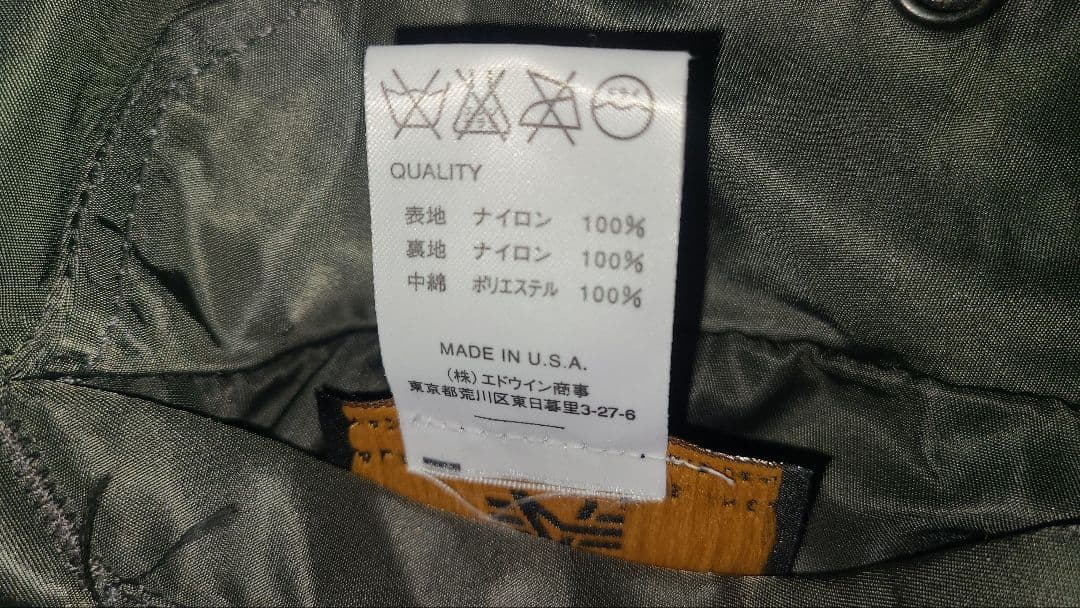 QUALITY
表地 ナイロン 100%
裏地 ナイロン 100%
中綿 ポリエステル 100%
MADE IN U.S.A.
(株)エドウイン商事
東京都荒川区東日暮里3-27-6